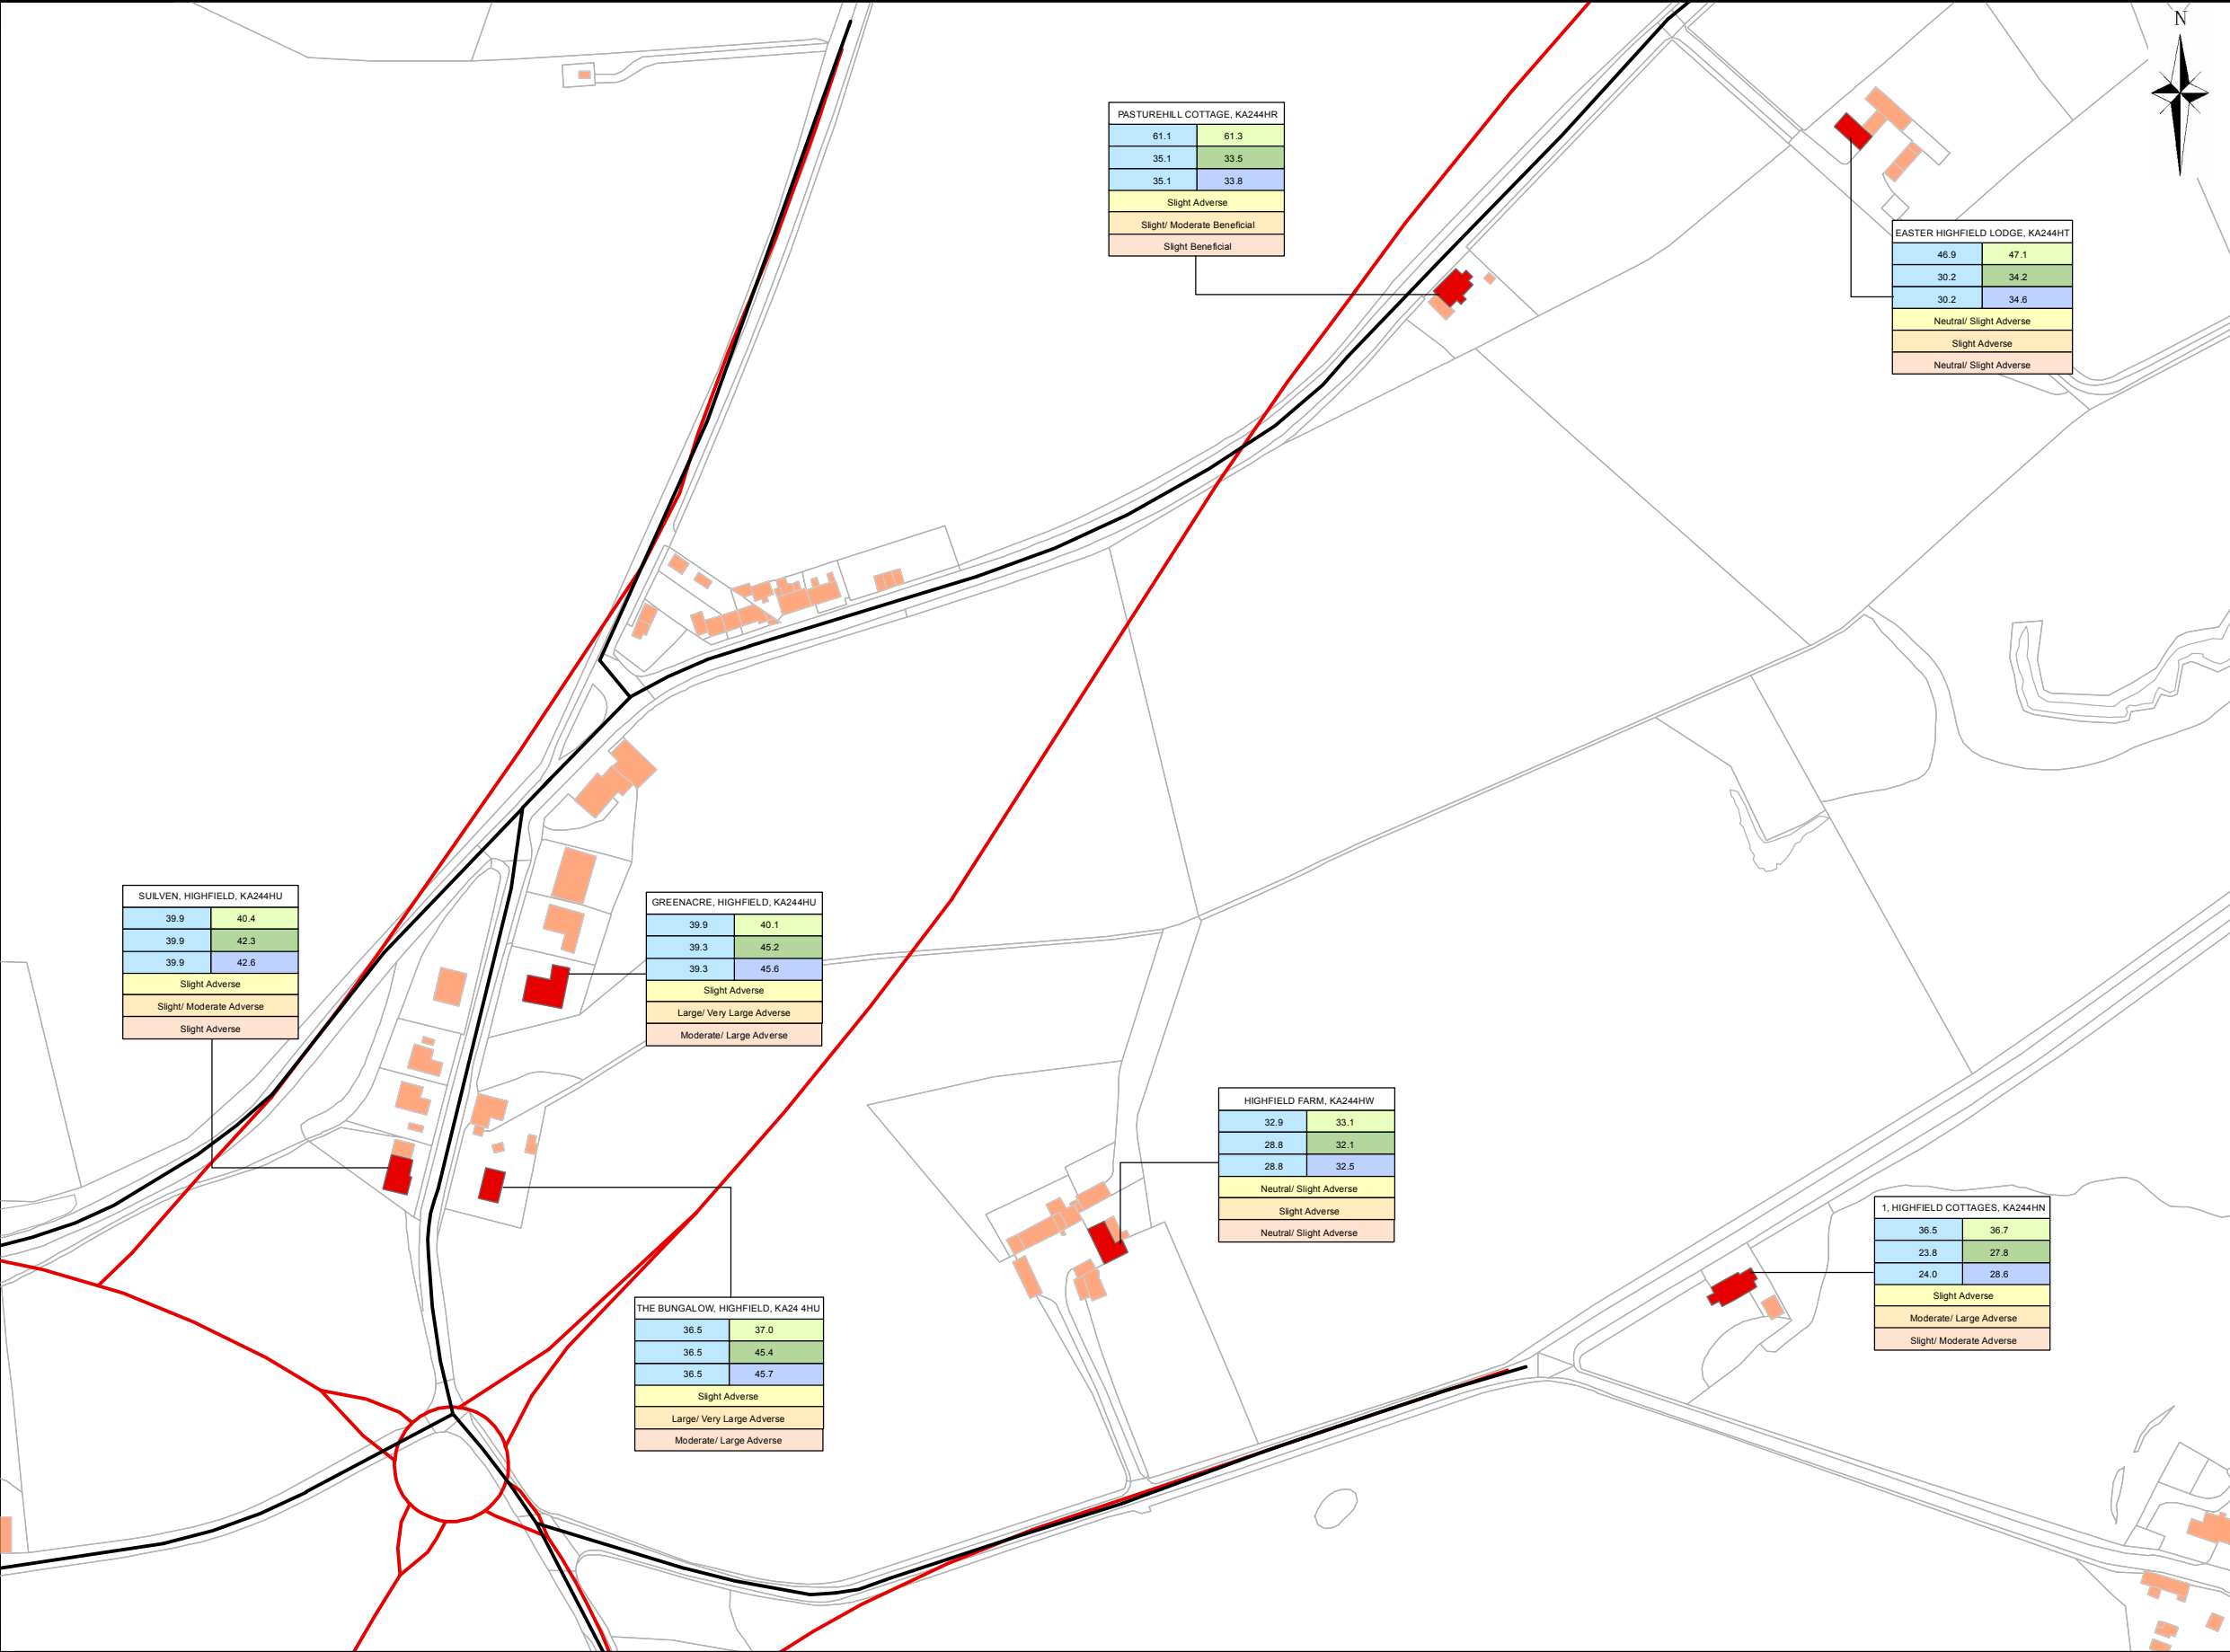 N
PASTUREHILL COTTAGE, KA244HR
61.1 61.3
35.1 33.5
35.1 33.8
Slight Adverse
Slight/ Moderate Beneficial
Slight Beneficial
EASTER HIGHFIELD LODGE, KA244HT
46.9 47.1
30.2 34.2
30.2 34.6
Neutral/ Slight Adverse
Slight Adverse
Neutral/ Slight Adverse
SUILVEN, HIGHFIELD, KA244HU
39.9 40.4
39.9 42.3
39.9 42.6
Slight Adverse
Slight/ Moderate Adverse
Slight Adverse
GREENACRE, HIGHFIELD, KA244HU
39.9 40.1
39.3 45.2
39.3 45.6
Slight Adverse
Large/ Very Large Adverse
Moderate/ Large Adverse
HIGHFIELD FARM, KA244HW
32.9 33.1
28.8 32.1
28.8 32.5
Neutral/ Slight Adverse
Slight Adverse
Neutral/ Slight Adverse
1, HIGHFIELD COTTAGES, KA244HN
36.5 36.7
23.8 27.8
24.0 28.6
Slight Adverse
Moderate/ Large Adverse
Slight/ Moderate Adverse
THE BUNGALOW, HIGHFIELD, KA24 4HU
36.5 37.0
36.5 45.4
36.5 45.7
Slight Adverse
Large/ Very Large Adverse
Moderate/ Large Adverse